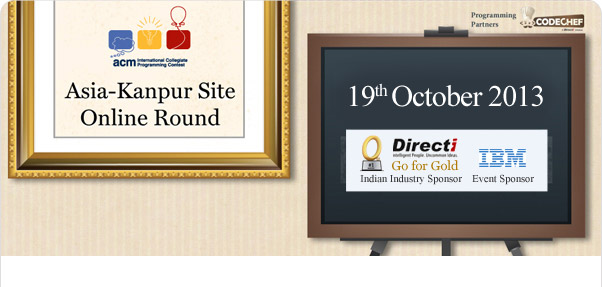 Programming
Partners
CODECHEF
acm International Collegiate
Programming Contest
Asia-Kanpur Site
Online Round
19th October 2013
Directi
Intelligent People. Uncommon Ideas.
Go for Gold
Indian Industry Sponsor
IBM
Event Sponsor